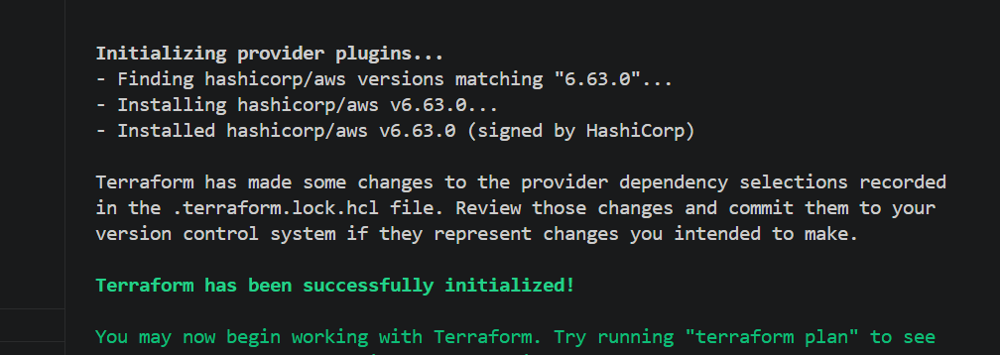 Initializing provider plugins...
- Finding hashicorp/aws versions matching "6.63.0"...
- Installing hashicorp/aws v6.63.0...
- Installed hashicorp/aws v6.63.0 (signed by HashiCorp)
Terraform has made some changes to the provider dependency selections recorded
in the .terraform.lock.hcl file. Review those changes and commit them to your
version control system if they represent changes you intended to make.
Terraform has been successfully initialized!
You may now begin working with Terraform. Try running "terraform plan" to see